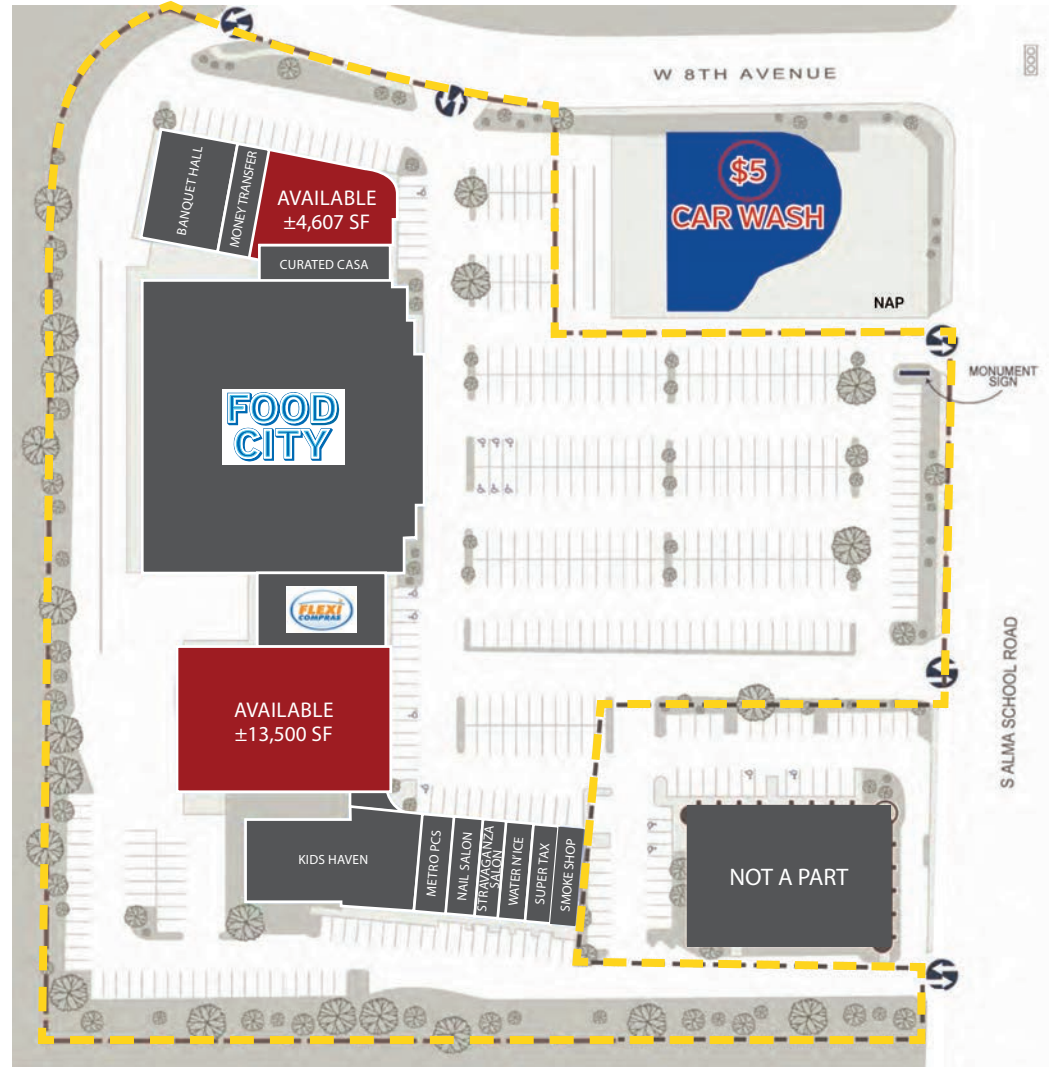 W 8TH AVENUE
BANQUET HALL
MONEY TRANSFER
AVAILABLE
±4,607 SF
CURATED CASA
$5
CAR WASH
NAP
MONUMENT
SIGN
FOOD
CITY
FLEXI
COMPRAS
AVAILABLE
±13,500 SF
S ALMA SCHOOL ROAD
KIDS HAVEN
METRO PCS
NAIL SALON
STRAVAGANZA
SALON
WATER N'ICE
SUPER TAX
SMOKE SHOP
NOT A PART